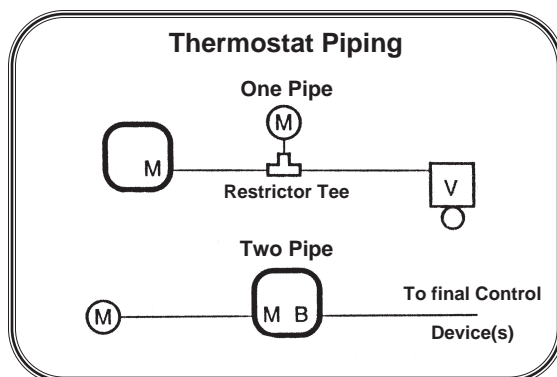 Thermostat Piping
One Pipe
M
M
Restrictor Tee
V
Two Pipe
M
M B
To final Control
Device(s)